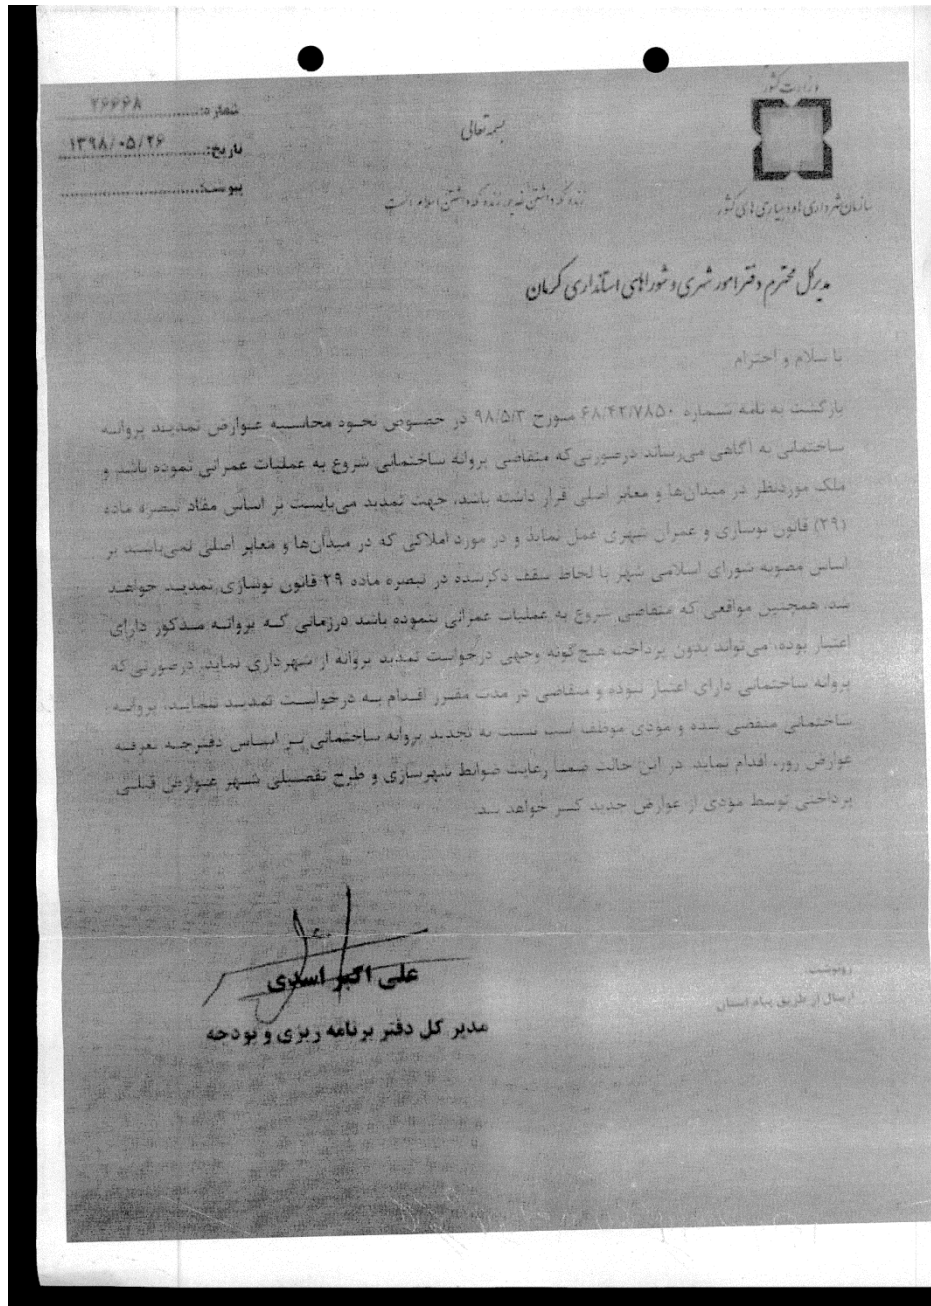 وزارت کشور
سازمان شهرداری ها و دهیاری های کشور
بسمه تعالی
زنده نگه داشتن غدیر، زنده نگه داشتن اسلام است
شماره: ۲۶۶۶۸
تاریخ: ۱۳۹۸/۰۵/۲۶
پیوست:
مدیرکل محترم دفتر امور شهری و شوراهای استانداری کرمان
با سلام و احترام
بازگشت به نامه شماره ۶۸/۴۲/۷۸۵۰ مورخ ۹۸/۵/۳ در خصوص نحوه محاسبه عوارض تمدید پروانه
ساختمانی به آگاهی می‌رساند درصورتی‌که متقاضی پروانه ساختمانی شروع به عملیات عمرانی نموده باشد و
ملک موردنظر در میدان‌ها و معابر اصلی قرار داشته باشد، جهت تمدید می‌بایست بر اساس مفاد تبصره ماده
(۲۹) قانون نوسازی و عمران شهری عمل نماید و در مورد املاکی که در میدان‌ها و معابر اصلی نمی‌باشد بر
اساس مصوبه شورای اسلامی شهر با لحاظ سقف ذکرشده در تبصره ماده ۲۹ قانون نوسازی تمدید خواهد
شد. همچنین مواقعی که متقاضی شروع به عملیات عمرانی ننموده باشد درزمانی که پروانه مذکور دارای
اعتبار بوده، می‌تواند بدون پرداخت هیچ‌گونه وجهی درخواست تمدید پروانه از شهرداری نماید. درصورتی‌که
پروانه ساختمانی دارای اعتبار نبوده و متقاضی در مدت مقرر اقدام به درخواست تمدید ننماید، پروانه
ساختمانی منقضی شده و مودی موظف است نسبت به تجدید پروانه ساختمانی بر اساس دفترچه تعرفه
عوارض روز، اقدام نماید. در این حالت ضمنا رعایت ضوابط شهرسازی و طرح تفصیلی شهر عوارض قبلی
پرداختی توسط مودی از عوارض جدید کسر خواهد شد.
علی اکبر اسدی
مدیر کل دفتر برنامه ریزی و بودجه
رونوشت:
ارسال از طریق پیام استان